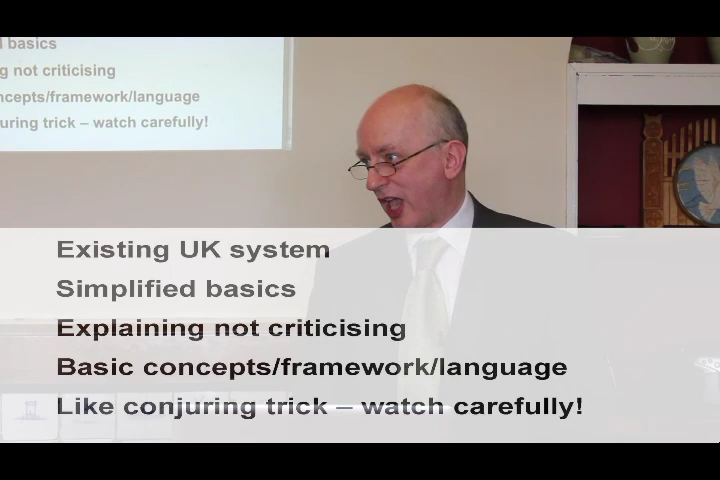 basics
g not criticising
ncepts/framework/language
uring trick – watch carefully!
Existing UK system
Simplified basics
Explaining not criticising
Basic concepts/framework/language
Like conjuring trick – watch carefully!